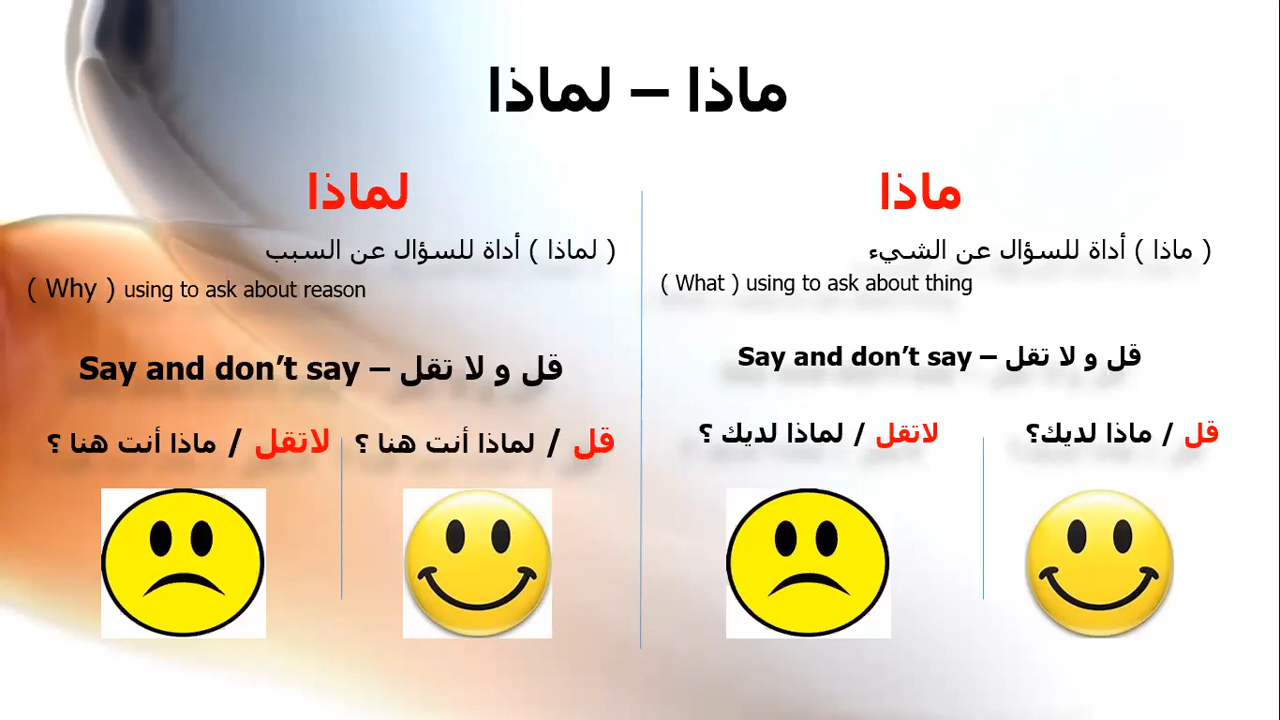 ماذا – لماذا
ماذا
( ماذا ) أداة للسؤال عن الشيء
( What ) using to ask about thing
قل و لا تقل – Say and don’t say
قل / ماذا لديك؟
لاتقل / لماذا لديك ؟
لماذا
( لماذا ) أداة للسؤال عن السبب
( Why ) using to ask about reason
قل و لا تقل – Say and don’t say
قل / لماذا أنت هنا ؟
لاتقل / ماذا أنت هنا ؟